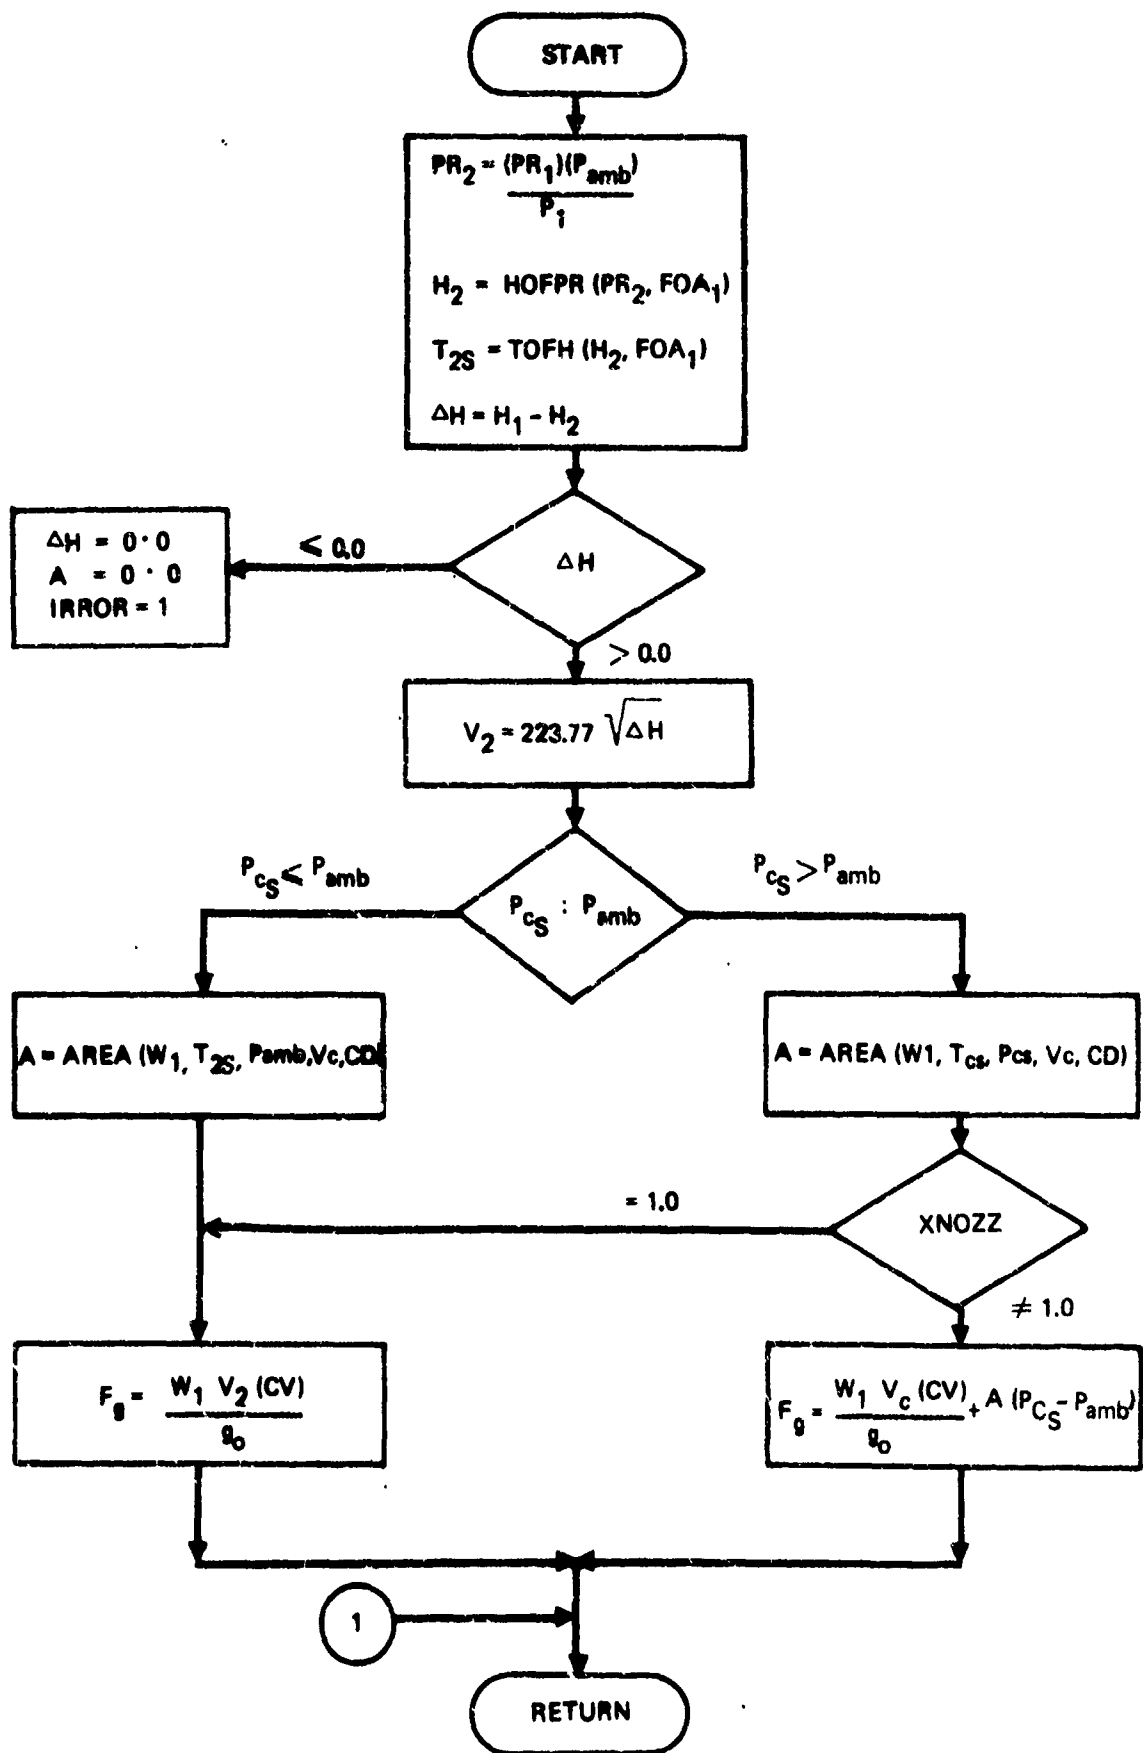 START
PR₂ = (PR₁)(Pamb)
Pᵢ
H₂ = HOFPR (PR₂, FOA₁)
T₂S = TOFH (H₂, FOA₁)
ΔH = H₁ - H₂
ΔH
≤ 0.0
ΔH = 0·0
A = 0·0
IRROR = 1
> 0.0
V₂ = 223.77 √ΔH
PcS ≤ Pamb
PcS : Pamb
PcS > Pamb
A = AREA (W₁, T₂S, Pamb,Vc,CD)
A = AREA (W1, Tcs, Pcs, Vc, CD)
= 1.0
XNOZZ
≠ 1.0
Fg = W₁ V₂ (CV)
g₀
Fg = W₁ Vc (CV) + A (PCS - Pamb)
g₀
1
RETURN